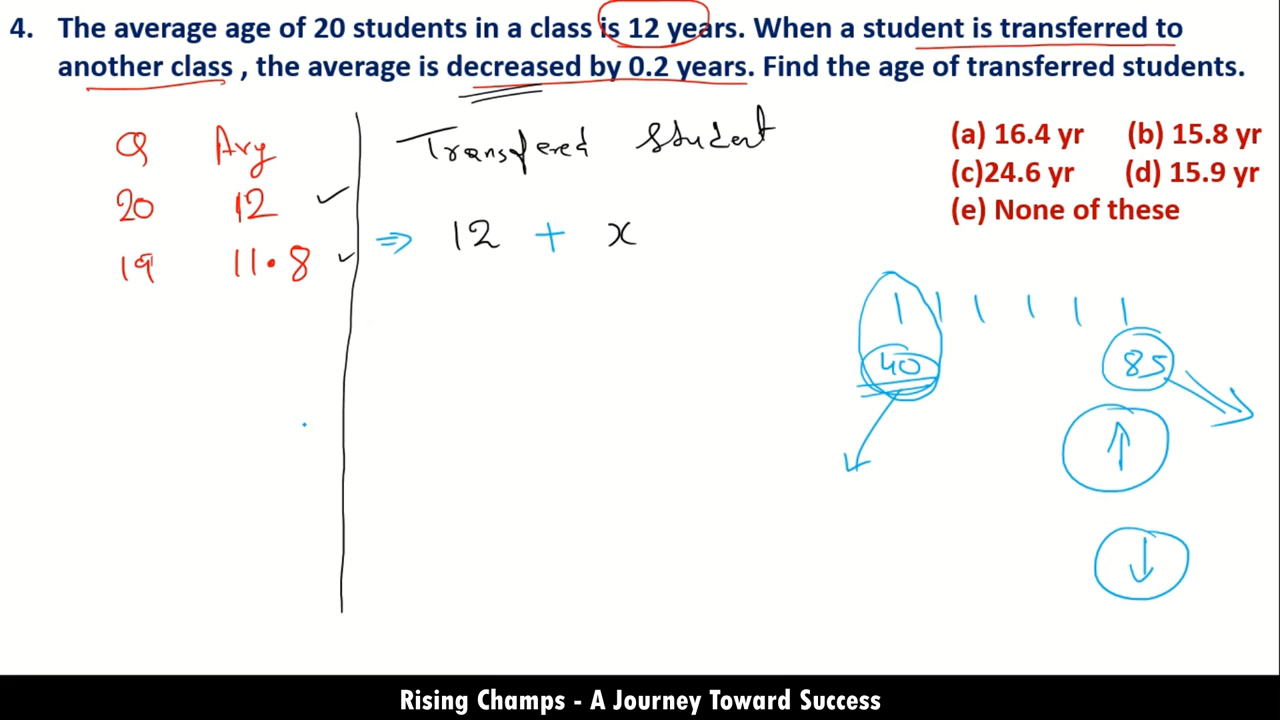 4. The average age of 20 students in a class is 12 years. When a student is transferred to
another class , the average is decreased by 0.2 years. Find the age of transferred students.
(a) 16.4 yr (b) 15.8 yr
(c)24.6 yr (d) 15.9 yr
(e) None of these
Q Avg
20 12
19 11.8
Transfered Student
⇒ 12 + x
40 85
Rising Champs - A Journey Toward Success